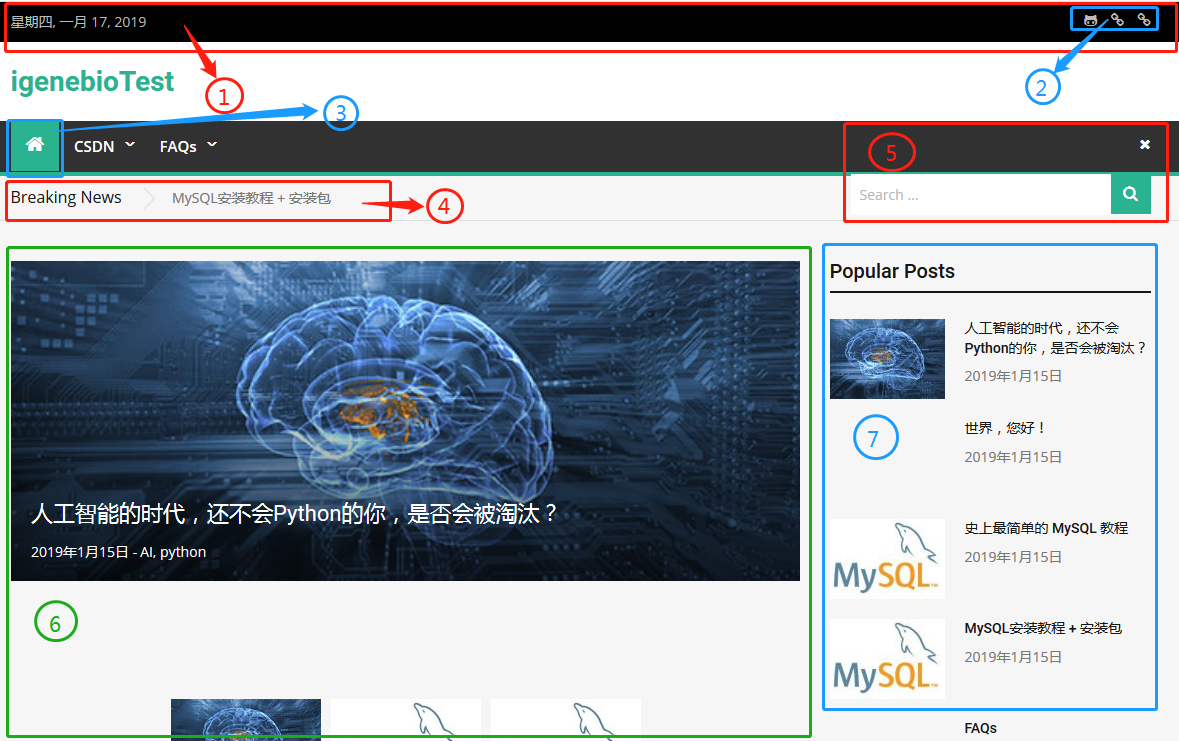 星期四, 一月 17, 2019
igenebioTest
1
2
3
CSDN
FAQs
5
Breaking News
MySQL安装教程 + 安装包
4
Search ...
人工智能的时代，还不会Python的你，是否会被淘汰？
2019年1月15日 - AI, python
6
Popular Posts
人工智能的时代，还不会
Python的你，是否会被淘汰？
2019年1月15日
7
世界，您好！
2019年1月15日
史上最简单的 MySQL 教程
2019年1月15日
MySQL
MySQL安装教程 + 安装包
2019年1月15日
MySQL
FAQs